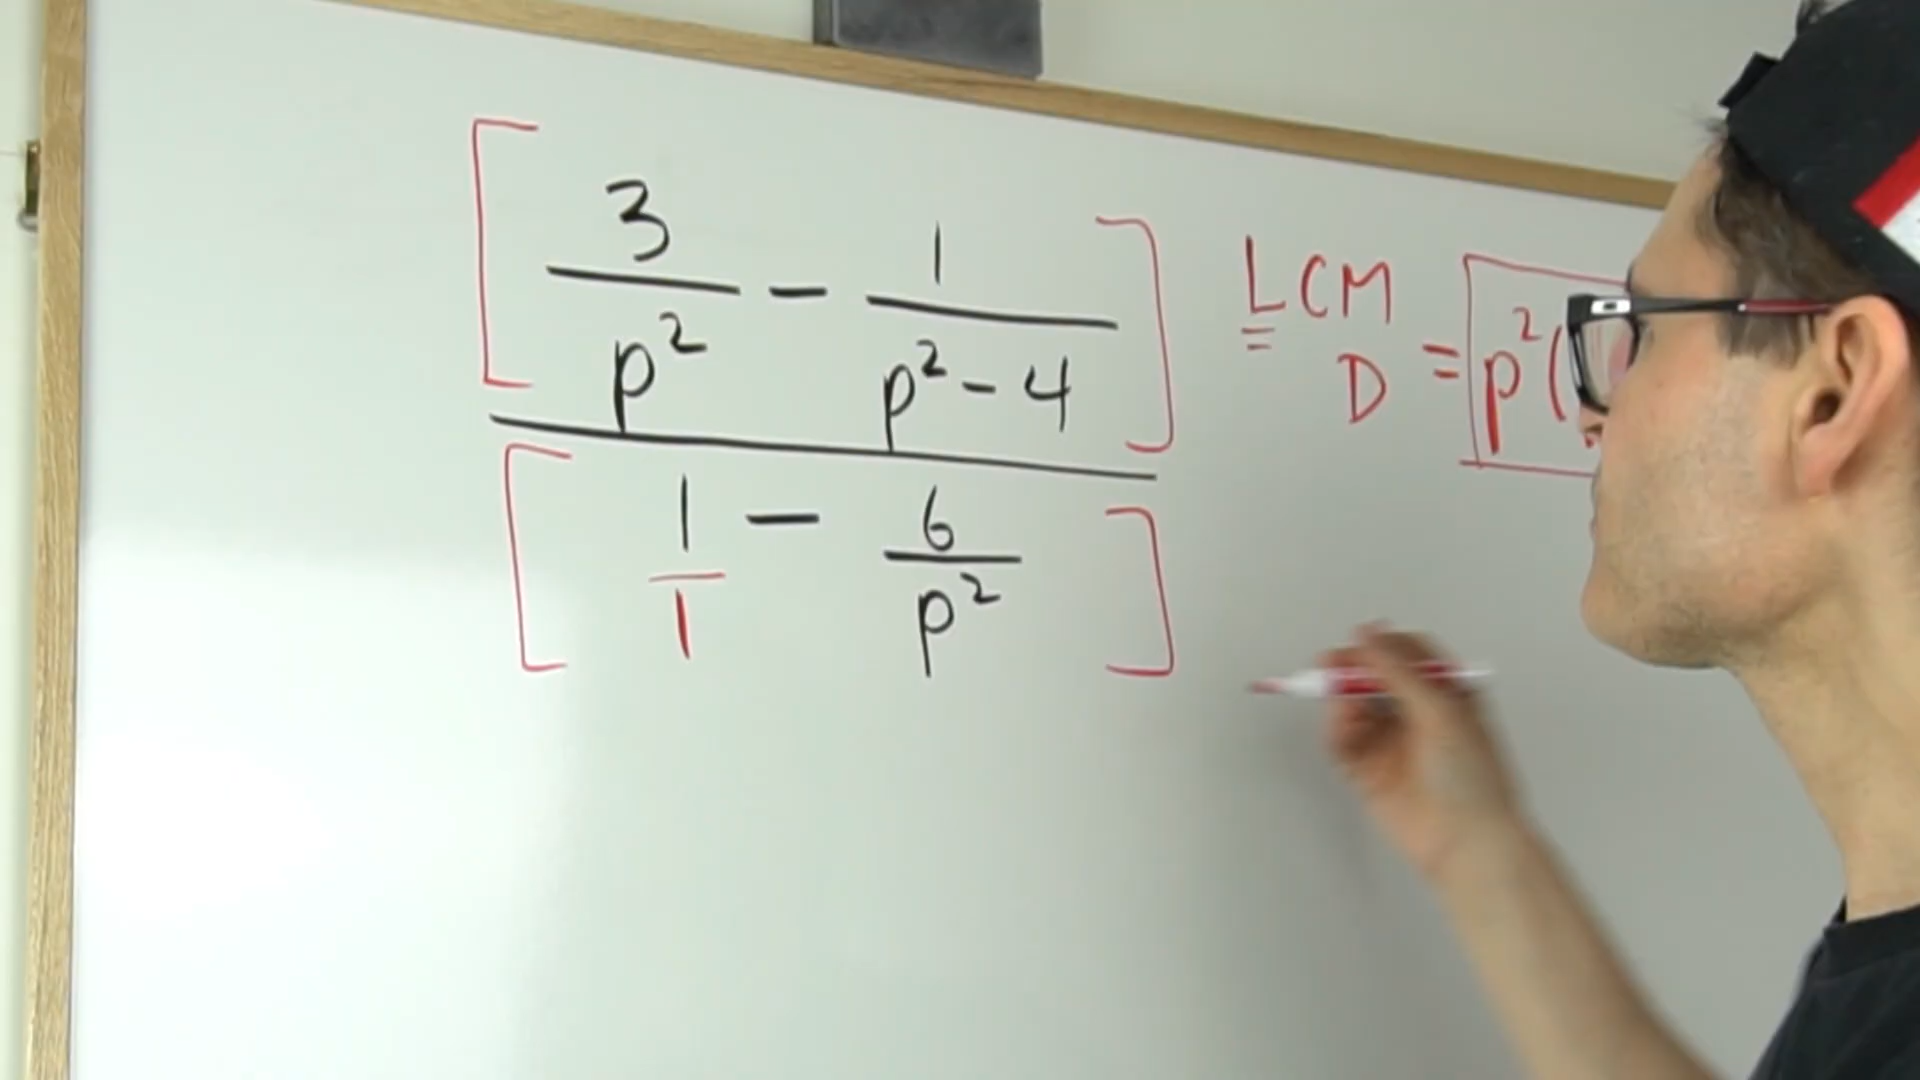 [3/p² - 1/(p² - 4)]
[1/1 - 6/p²]
LCM
D = p²(